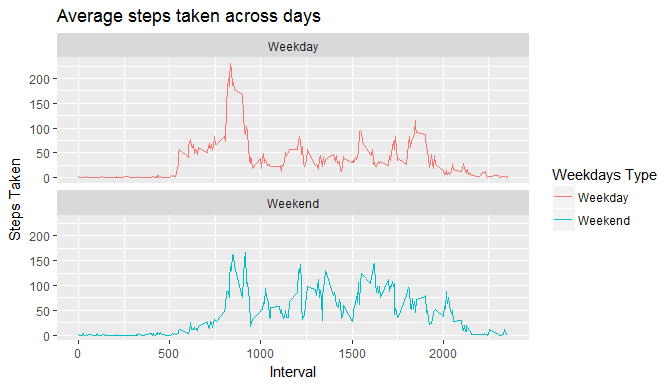 Average steps taken across days
Weekday
200
150
100
50
0
Weekend
200
150
100
50
0
Steps Taken
0
500
1000
1500
2000
Interval
Weekdays Type
Weekday
Weekend